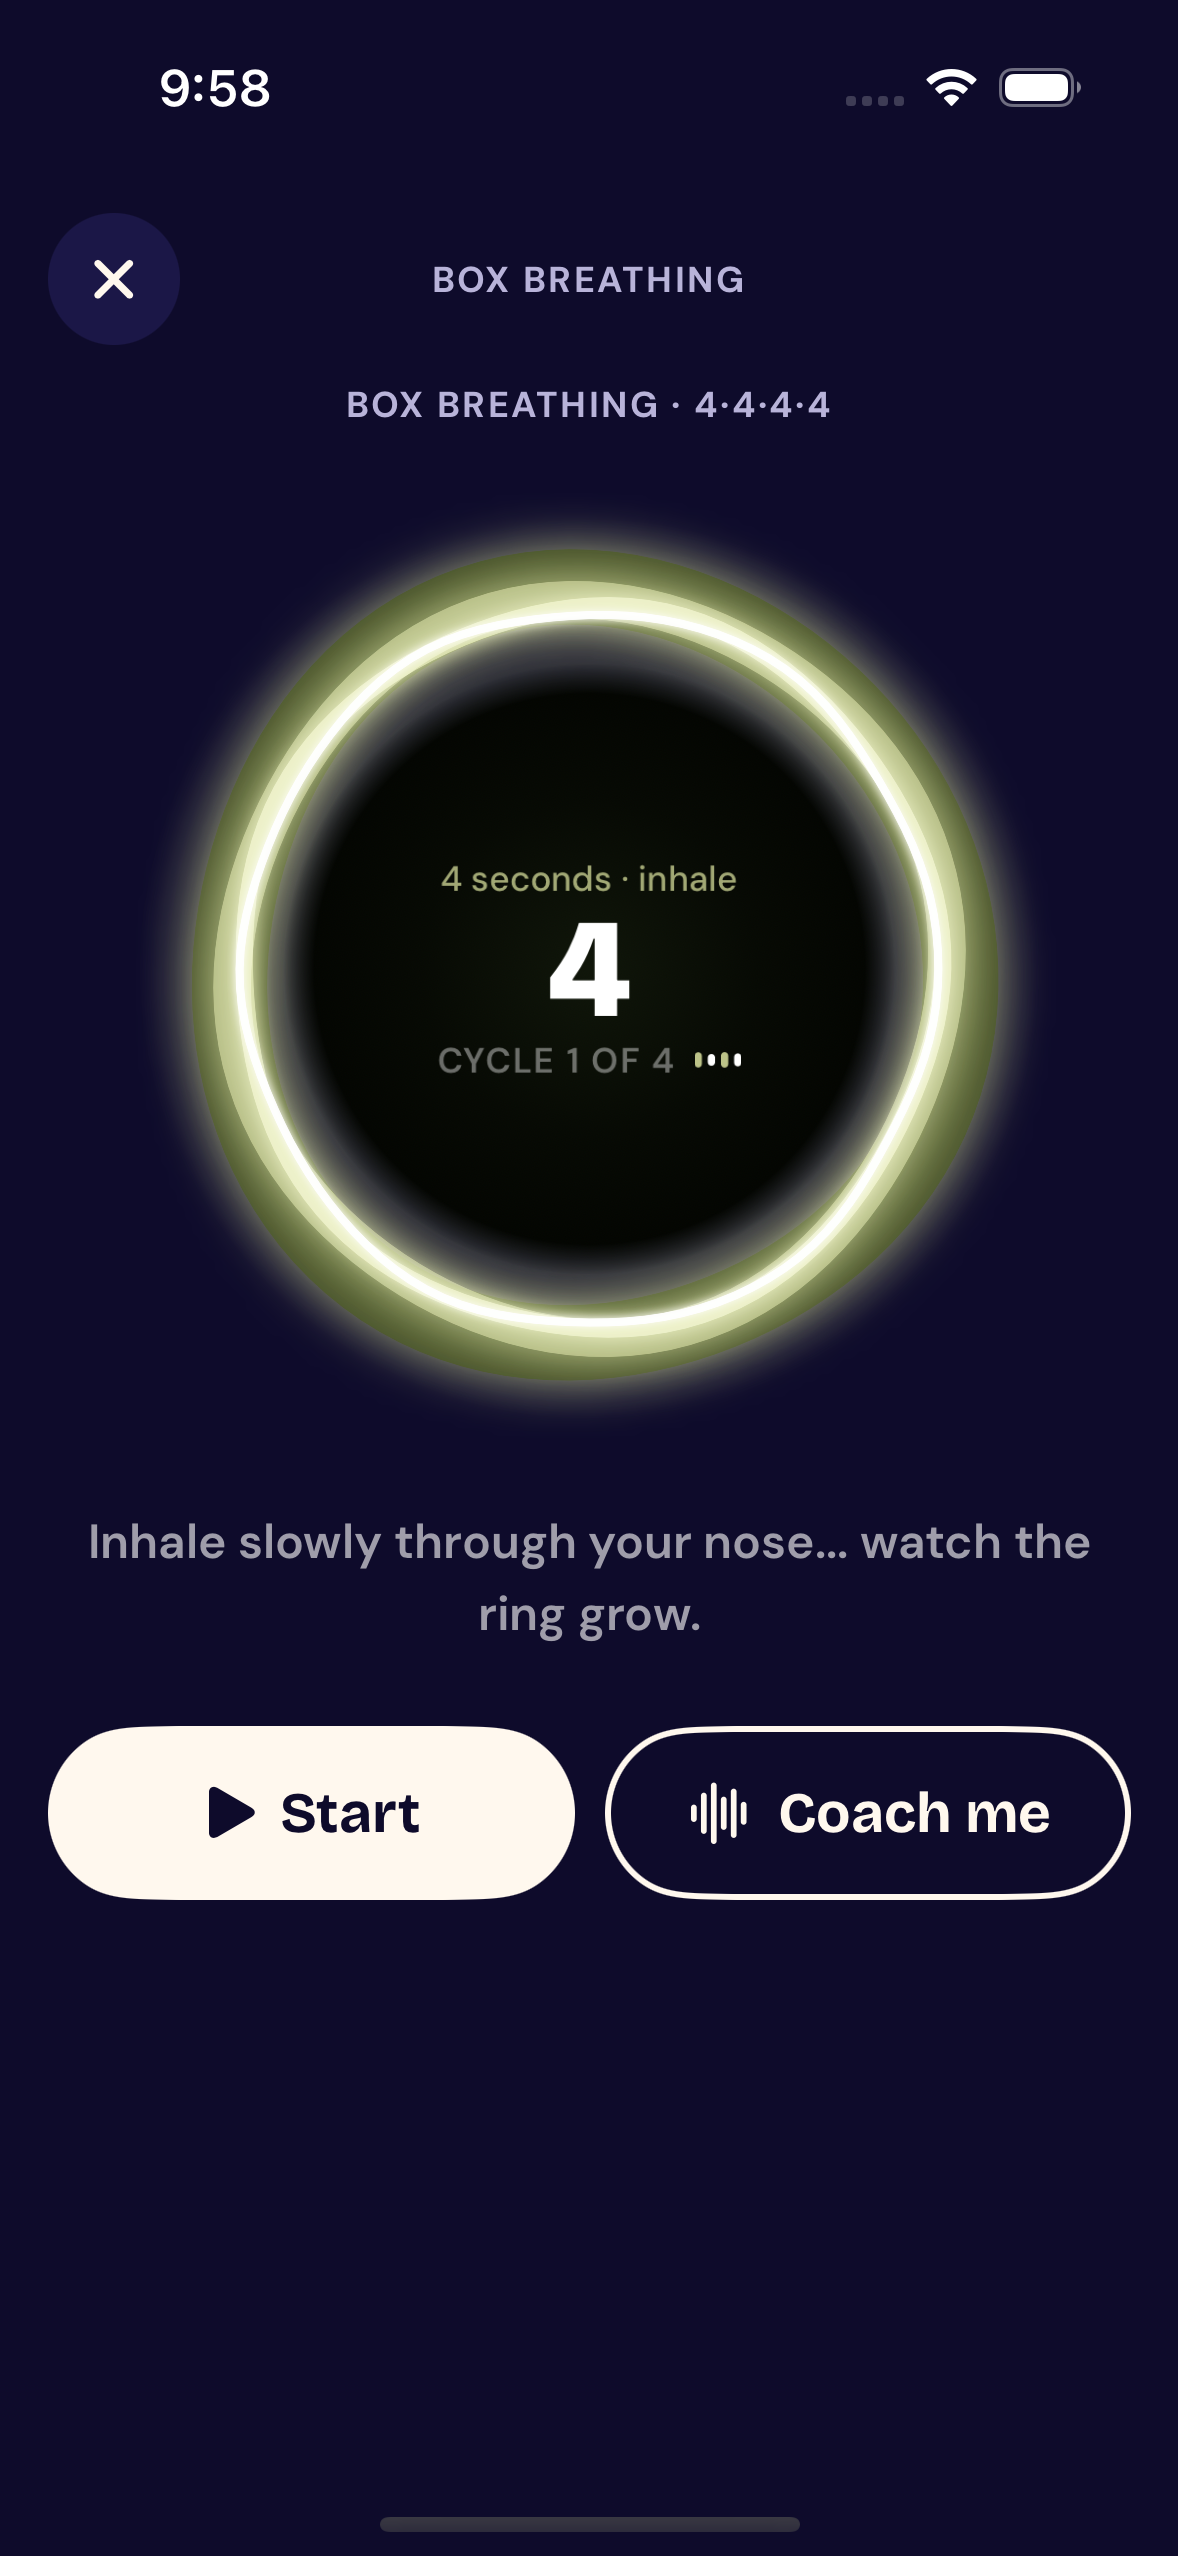 9:58
BOX BREATHING
BOX BREATHING · 4·4·4·4
4 seconds · inhale
4
CYCLE 1 OF 4
Inhale slowly through your nose... watch the
ring grow.
Start
Coach me